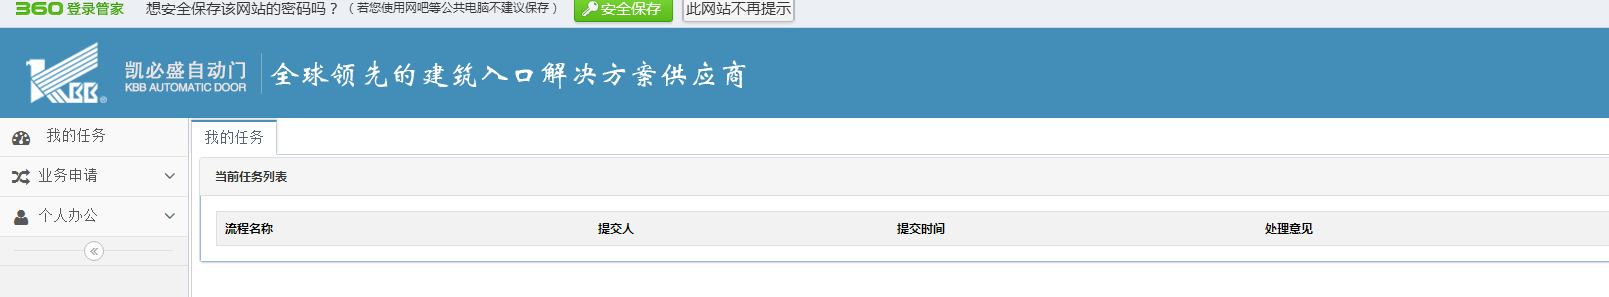 360登录管家 想安全保存该网站的密码吗？（若您使用网吧等公共电脑不建议保存） 安全保存 此网站不再提示
KBB® 凯必盛自动门 全球领先的建筑入口解决方案供应商
KBB AUTOMATIC DOOR
我的任务 我的任务
业务申请 当前任务列表
个人办公 流程名称 提交人 提交时间 处理意见